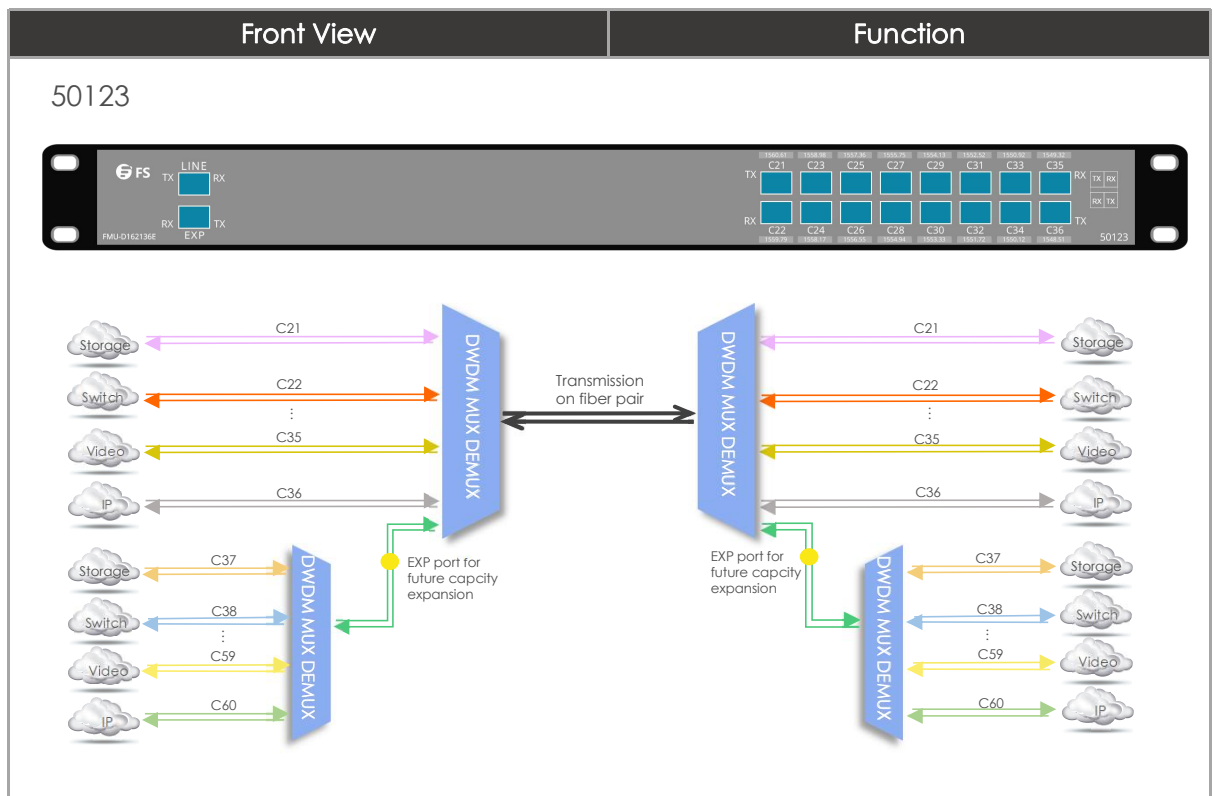 Front View
Function
50123
1560.61 1558.98 1557.36 1555.75 1554.13 1552.52 1550.92 1549.32
C21 C23 C25 C27 C29 C31 C33 C35
LINE
TX RX
FS
TX RX
TX RX
RX TX
RX TX
EXP
RX TX
FMU-D162136E
C22 C24 C26 C28 C30 C32 C34 C36
1559.79 1558.17 1556.55 1554.94 1553.33 1551.72 1550.12 1548.51
50123
Storage
C21
DWDM MUX DEMUX
Transmission
on fiber pair
DWDM MUX DEMUX
C21
Storage
Switch
C22
C22
Switch
⋮
⋮
Video
C35
C35
Video
IP
C36
C36
IP
EXP port for
future capcity
expansion
EXP port for
future capcity
expansion
Storage
C37
DWDM MUX DEMUX
DWDM MUX DEMUX
C37
Storage
Switch
C38
C38
Switch
⋮
⋮
Video
C59
C59
Video
IP
C60
C60
IP